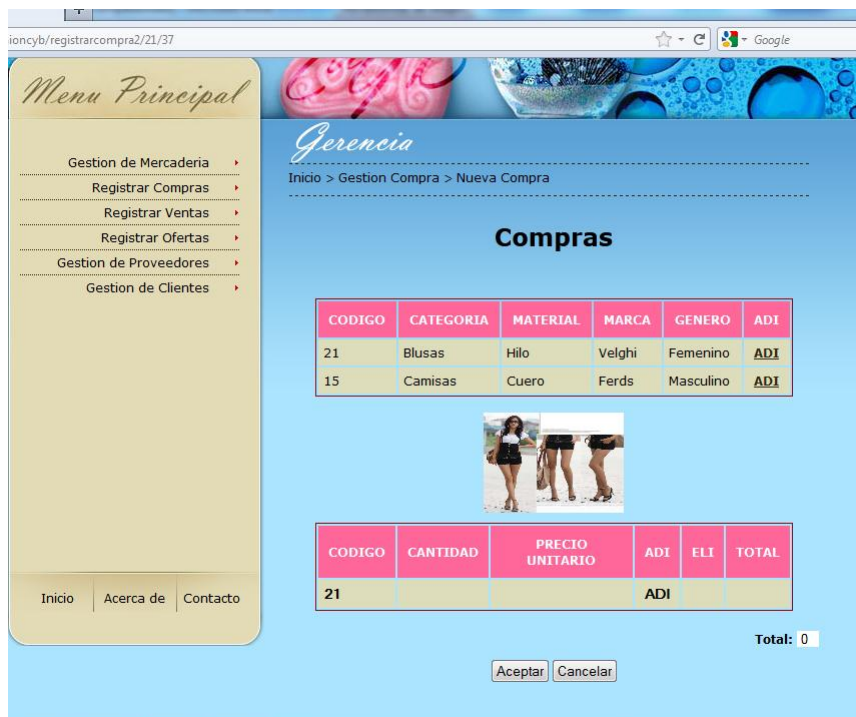 ioncyb/registrarcompra2/21/37
Google
Menu Principal
Gestion de Mercaderia
Registrar Compras
Registrar Ventas
Registrar Ofertas
Gestion de Proveedores
Gestion de Clientes
Inicio Acerca de Contacto
Gerencia
Inicio > Gestion Compra > Nueva Compra
Compras
CODIGO CATEGORIA MATERIAL MARCA GENERO ADI
21 Blusas Hilo Velghi Femenino ADI
15 Camisas Cuero Ferds Masculino ADI
CODIGO CANTIDAD PRECIO UNITARIO ADI ELI TOTAL
21 ADI
Total: 0
Aceptar Cancelar